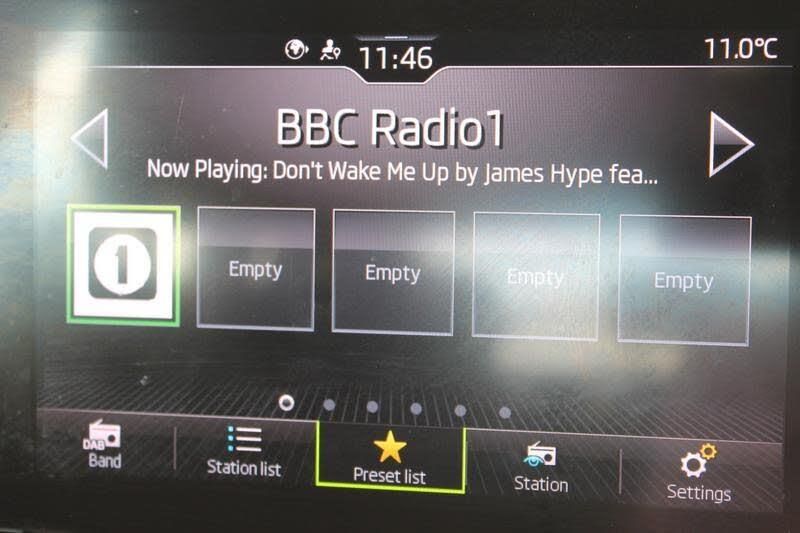 11:46
11.0°C
BBC Radio1
Now Playing: Don't Wake Me Up by James Hype fea...
1
Empty
Empty
Empty
Empty
DAB
Band
Station list
Preset list
Station
Settings